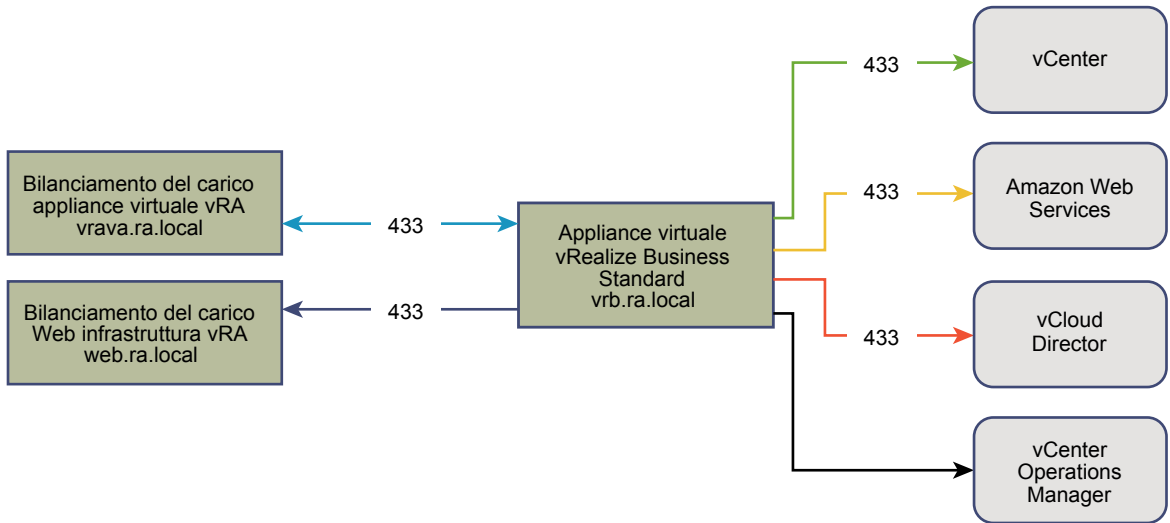 Bilanciamento del carico
appliance virtuale vRA
vrava.ra.local
433
Bilanciamento del carico
Web infrastruttura vRA
web.ra.local
433
Appliance virtuale
vRealize Business
Standard
vrb.ra.local
433
vCenter
433
Amazon Web
Services
433
vCloud
Director
vCenter
Operations
Manager